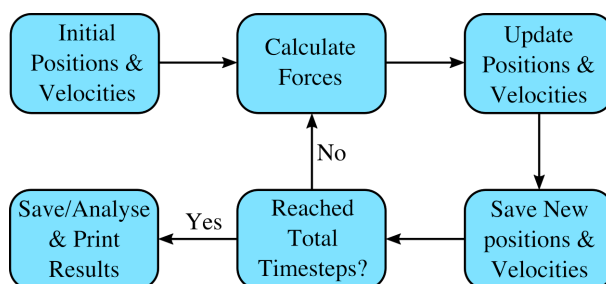 Initial
Positions &
Velocities
Calculate
Forces
Update
Positions &
Velocities
No
Save/Analyse
& Print
Results
Yes
Reached
Total
Timesteps?
Save New
positions &
Velocities